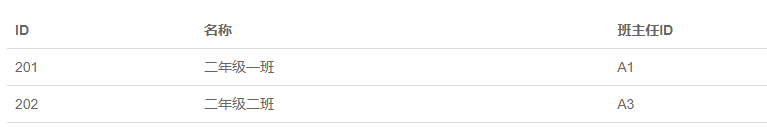 ID 名称 班主任ID
201 二年级一班 A1
202 二年级二班 A3